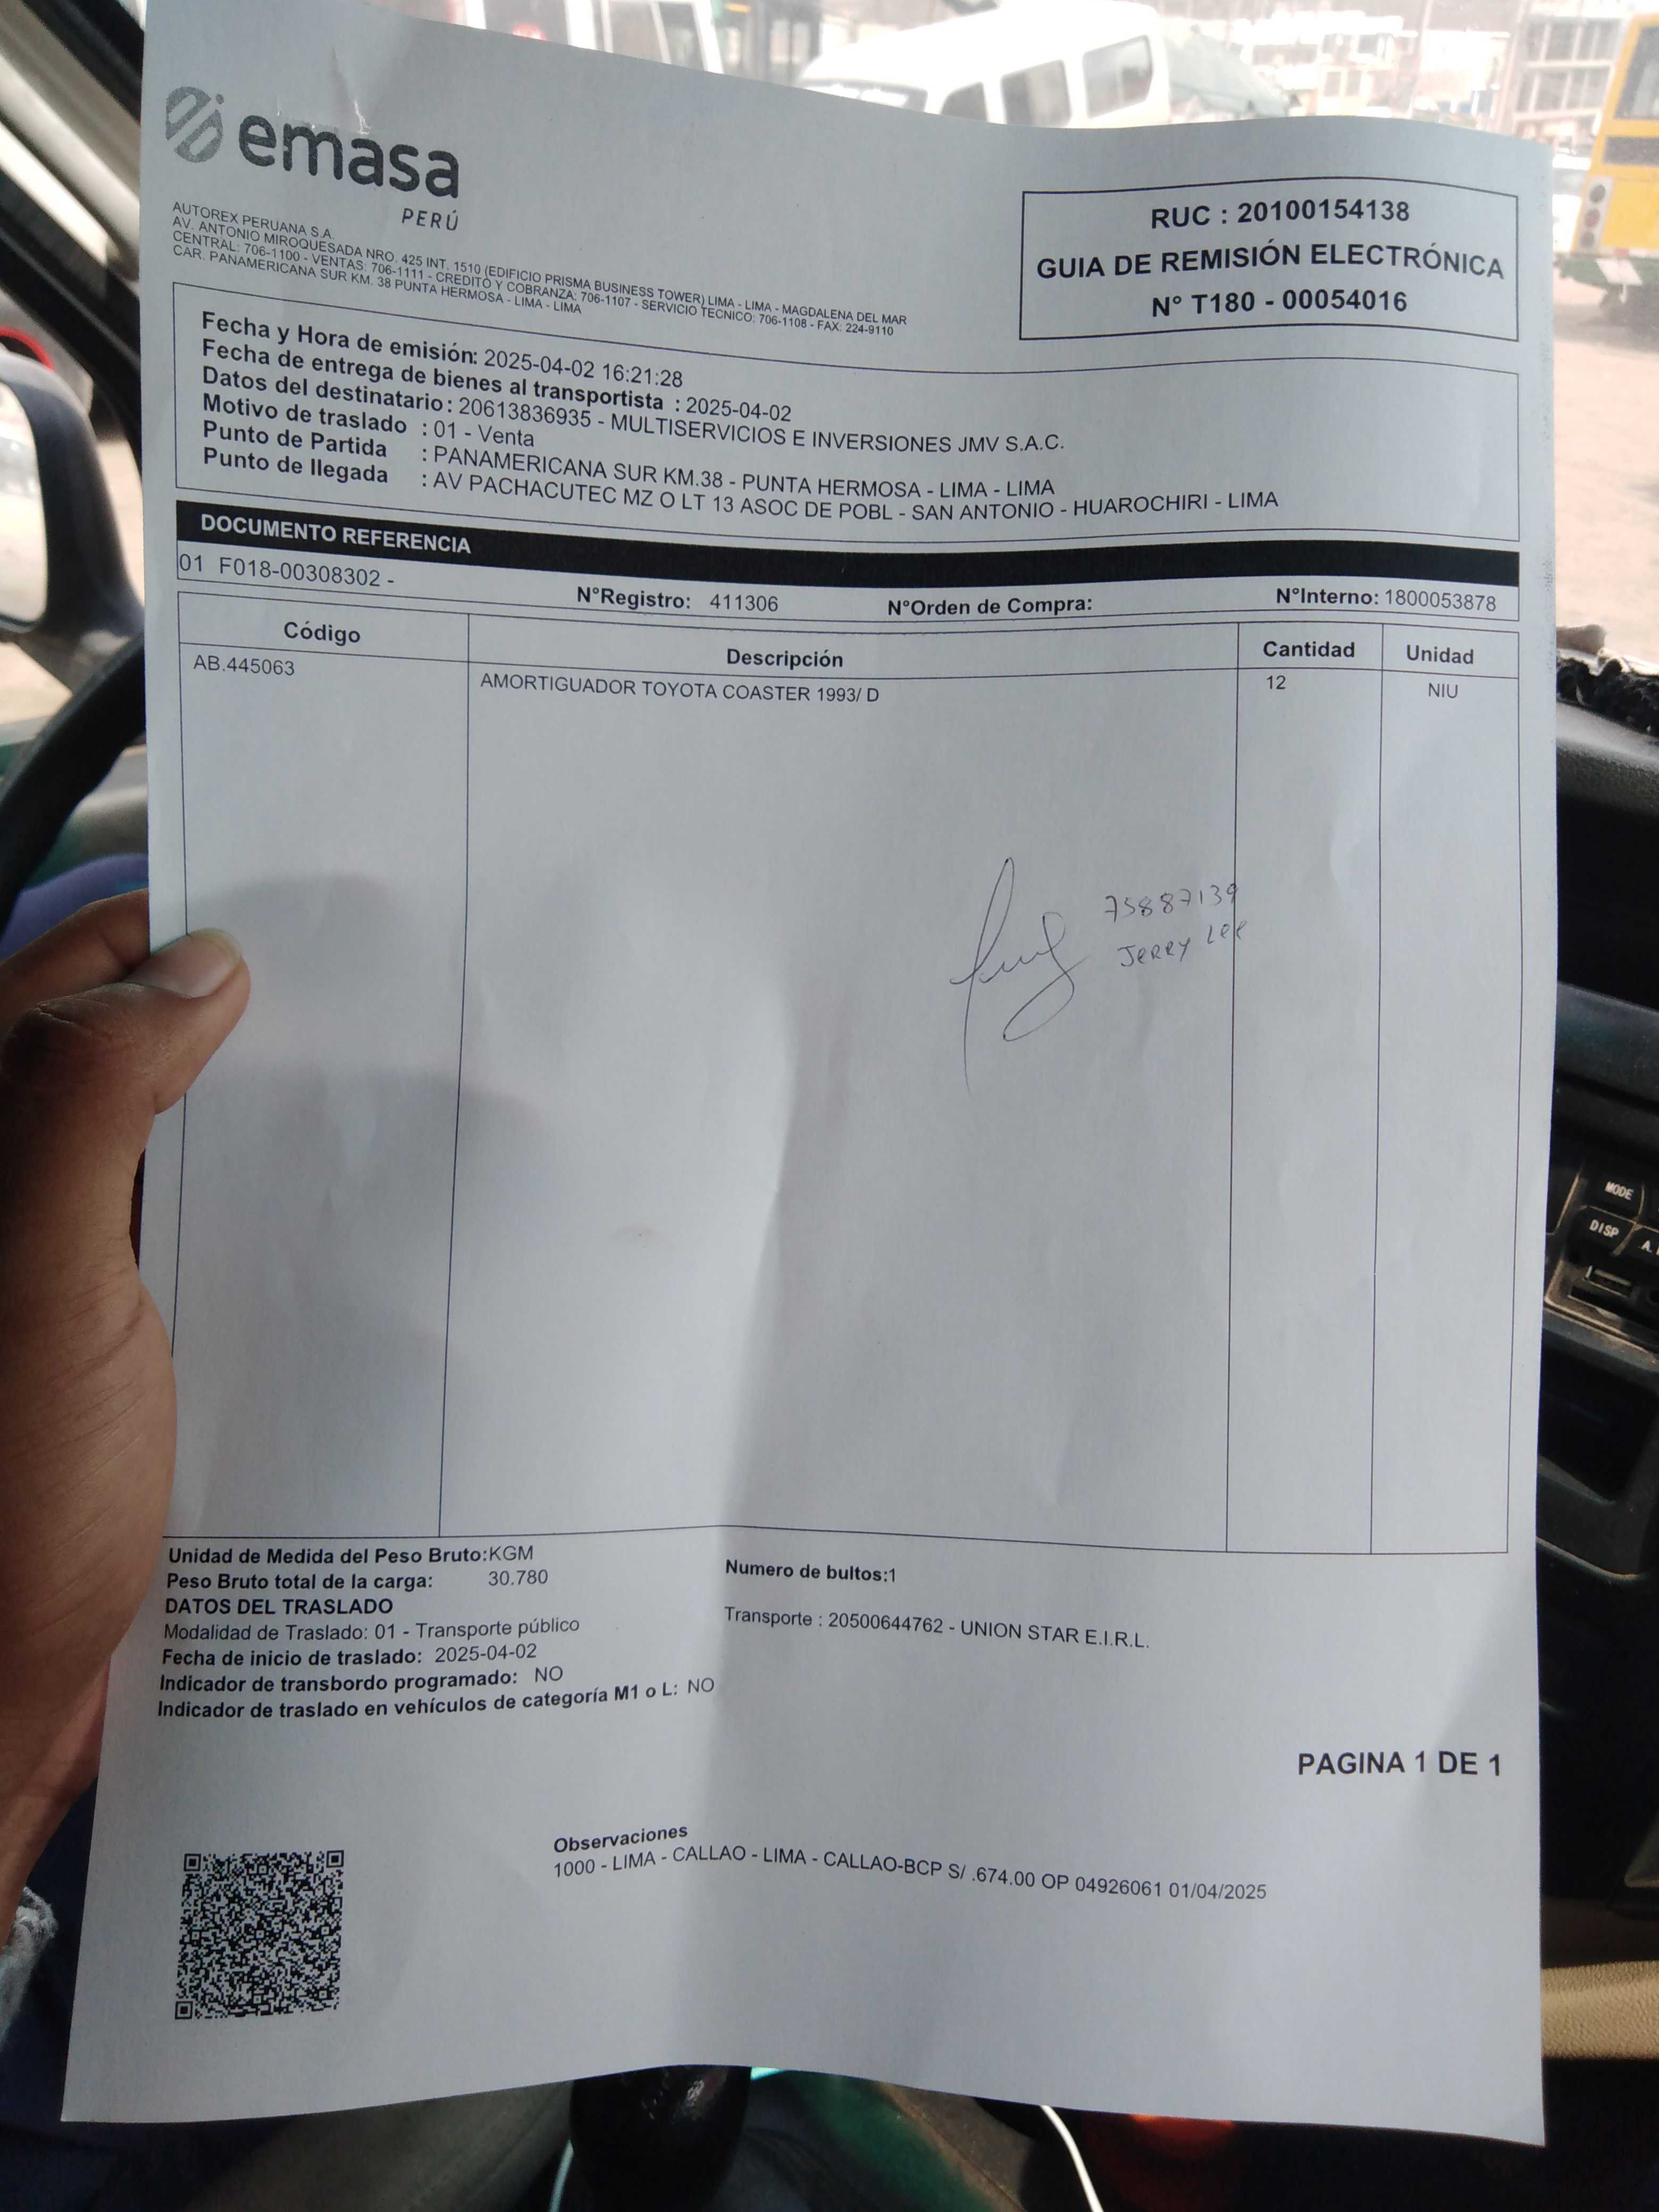 emasa
PERÚ
AUTOREX PERUANA S.A.
AV. ANTONIO MIROQUESADA NRO. 425 INT. 1510 (EDIFICIO PRISMA BUSINESS TOWER) LIMA - LIMA - MAGDALENA DEL MAR
CENTRAL: 706-1100 - VENTAS: 706-1111 - CREDITO Y COBRANZA: 706-1107 - SERVICIO TECNICO: 706-1108 - FAX: 224-9110
CAR. PANAMERICANA SUR KM. 38 PUNTA HERMOSA - LIMA - LIMA
RUC : 20100154138
GUIA DE REMISIÓN ELECTRÓNICA
N° T180 - 00054016
Fecha y Hora de emisión: 2025-04-02 16:21:28
Fecha de entrega de bienes al transportista : 2025-04-02
Datos del destinatario : 20613836935 - MULTISERVICIOS E INVERSIONES JMV S.A.C.
Motivo de traslado : 01 - Venta
Punto de Partida : PANAMERICANA SUR KM.38 - PUNTA HERMOSA - LIMA - LIMA
Punto de llegada : AV PACHACUTEC MZ O LT 13 ASOC DE POBL - SAN ANTONIO - HUAROCHIRI - LIMA
DOCUMENTO REFERENCIA
01 F018-00308302 -
N°Registro: 411306 N°Orden de Compra: N°Interno: 1800053878
Código Descripción Cantidad Unidad
AB.445063 AMORTIGUADOR TOYOTA COASTER 1993/ D 12 NIU
75887139
JERRY Lee
Unidad de Medida del Peso Bruto:KGM
Peso Bruto total de la carga: 30.780
Numero de bultos:1
DATOS DEL TRASLADO
Modalidad de Traslado: 01 - Transporte público
Transporte : 20500644762 - UNION STAR E.I.R.L.
Fecha de inicio de traslado: 2025-04-02
Indicador de transbordo programado: NO
Indicador de traslado en vehículos de categoría M1 o L: NO
PAGINA 1 DE 1
Observaciones
1000 - LIMA - CALLAO - LIMA - CALLAO-BCP S/ .674.00 OP 04926061 01/04/2025
MODE
DISP
A.